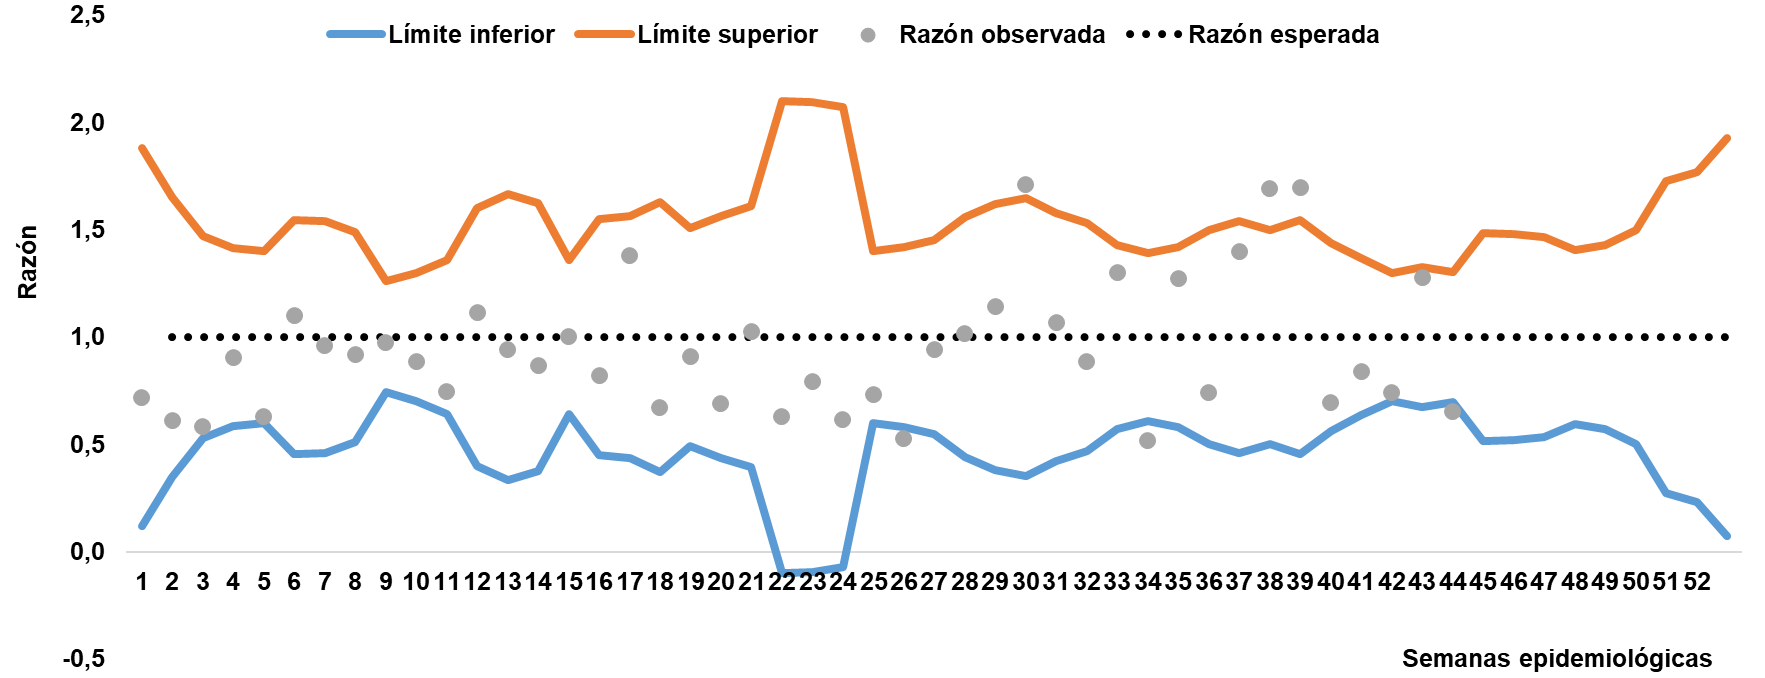 2,5
Límite inferior Límite superior Razón observada Razón esperada
2,0
1,5
Razón
1,0
0,5
0,0
1 2 3 4 5 6 7 8 9 10 11 12 13 14 15 16 17 18 19 20 21 22 23 24 25 26 27 28 29 30 31 32 33 34 35 36 37 38 39 40 41 42 43 44 45 46 47 48 49 50 51 52
-0,5
Semanas epidemiológicas